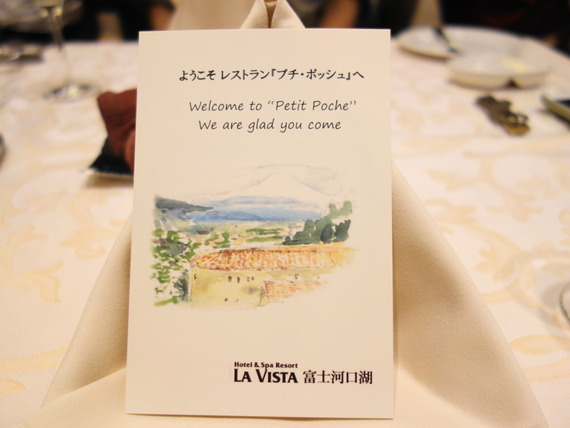 ようこそ レストラン『プチ・ポッシュ』へ
Welcome to “Petit Poche”
We are glad you come
Hotel & Spa Resort
LA VISTA 富士河口湖